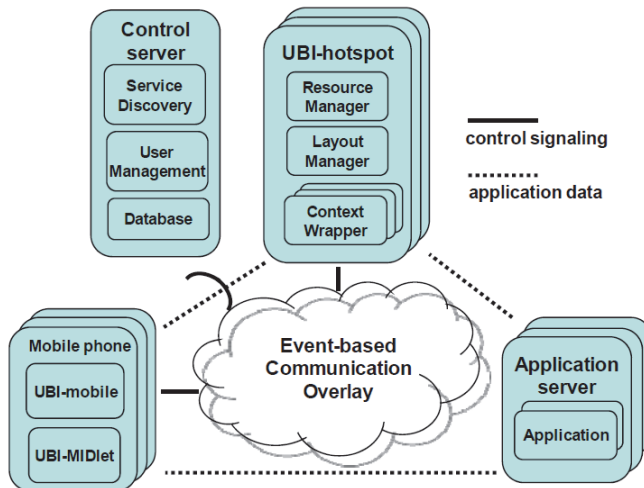 Control
server
Service
Discovery
User
Management
Database
UBI-hotspot
Resource
Manager
Layout
Manager
Context
Wrapper
control signaling
application data
Mobile phone
UBI-mobile
UBI-MIDlet
Event-based
Communication
Overlay
Application
server
Application